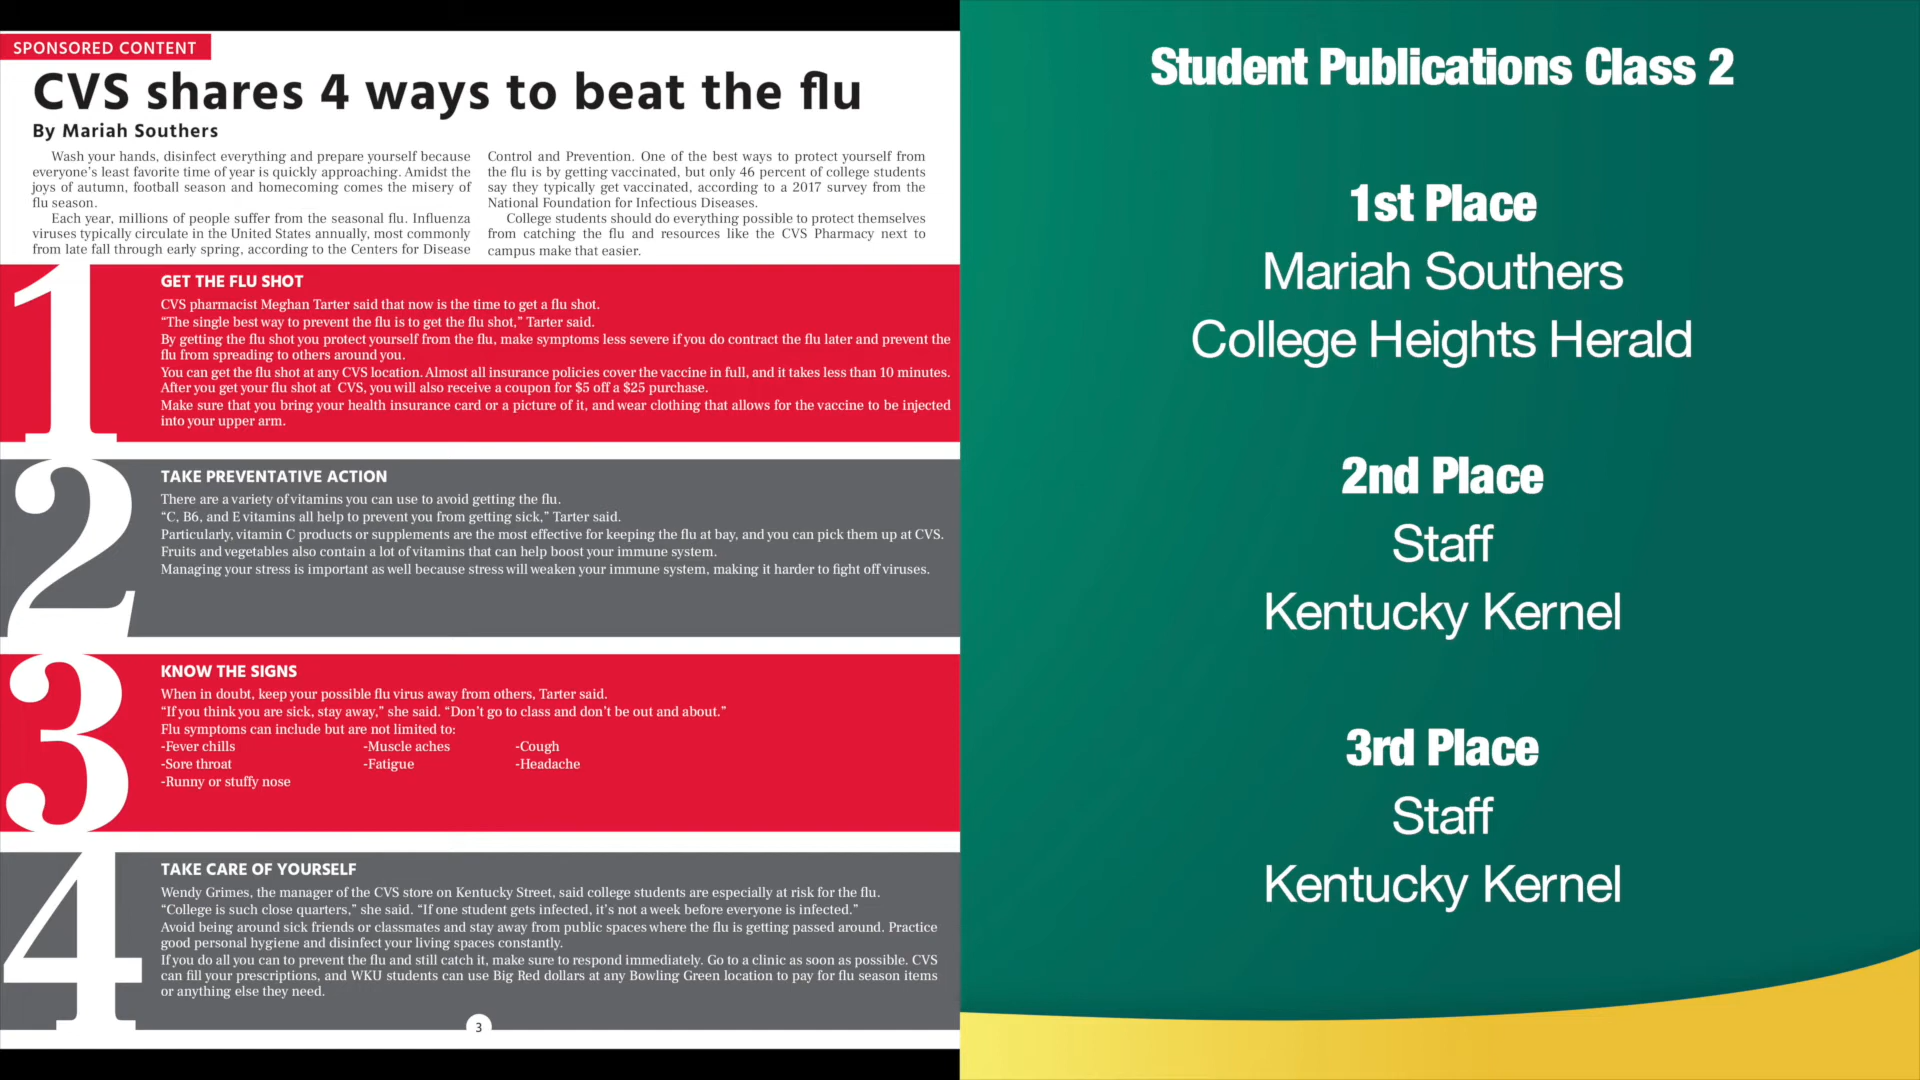 SPONSORED CONTENT
CVS shares 4 ways to beat the flu
By Mariah Southers
Wash your hands, disinfect everything and prepare yourself because
everyone's least favorite time of year is quickly approaching. Amidst the
joys of autumn, football season and homecoming comes the misery of
flu season.
Each year, millions of people suffer from the seasonal flu. Influenza
viruses typically circulate in the United States annually, most commonly
from late fall through early spring, according to the Centers for Disease
Control and Prevention. One of the best ways to protect yourself from
the flu is by getting vaccinated, but only 46 percent of college students
say they typically get vaccinated, according to a 2017 survey from the
National Foundation for Infectious Diseases.
College students should do everything possible to protect themselves
from catching the flu and resources like the CVS Pharmacy next to
campus make that easier.
1
GET THE FLU SHOT
CVS pharmacist Meghan Tarter said that now is the time to get a flu shot.
“The single best way to prevent the flu is to get the flu shot,” Tarter said.
By getting the flu shot you protect yourself from the flu, make symptoms less severe if you do contract the flu later and prevent the
flu from spreading to others around you.
You can get the flu shot at any CVS location. Almost all insurance policies cover the vaccine in full, and it takes less than 10 minutes.
After you get your flu shot at CVS, you will also receive a coupon for $5 off a $25 purchase.
Make sure that you bring your health insurance card or a picture of it, and wear clothing that allows for the vaccine to be injected
into your upper arm.
2
TAKE PREVENTATIVE ACTION
There are a variety of vitamins you can use to avoid getting the flu.
“C, B6, and E vitamins all help to prevent you from getting sick,” Tarter said.
Particularly, vitamin C products or supplements are the most effective for keeping the flu at bay, and you can pick them up at CVS.
Fruits and vegetables also contain a lot of vitamins that can help boost your immune system.
Managing your stress is important as well because stress will weaken your immune system, making it harder to fight off viruses.
3
KNOW THE SIGNS
When in doubt, keep your possible flu virus away from others, Tarter said.
“If you think you are sick, stay away,” she said. “Don't go to class and don't be out and about.”
Flu symptoms can include but are not limited to:
-Fever chills -Muscle aches -Cough
-Sore throat -Fatigue -Headache
-Runny or stuffy nose
4
TAKE CARE OF YOURSELF
Wendy Grimes, the manager of the CVS store on Kentucky Street, said college students are especially at risk for the flu.
“College is such close quarters,” she said. “If one student gets infected, it's not a week before everyone is infected.”
Avoid being around sick friends or classmates and stay away from public spaces where the flu is getting passed around. Practice
good personal hygiene and disinfect your living spaces constantly.
If you do all you can to prevent the flu and still catch it, make sure to respond immediately. Go to a clinic as soon as possible. CVS
can fill your prescriptions, and WKU students can use Big Red dollars at any Bowling Green location to pay for flu season items
or anything else they need.
3
Student Publications Class 2
1st Place
Mariah Southers
College Heights Herald
2nd Place
Staff
Kentucky Kernel
3rd Place
Staff
Kentucky Kernel